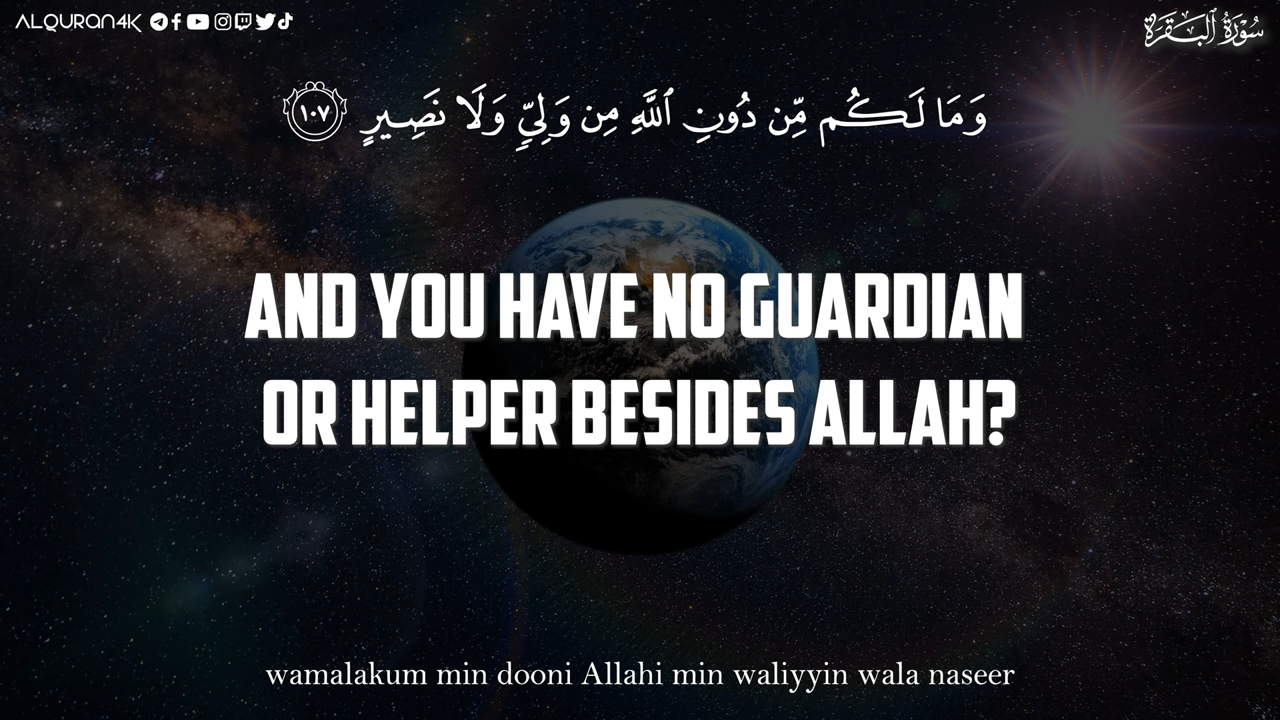 ALQURAN4K
سُورَةُ ٱلْبَقَرَةِ
وَمَا لَكُم مِّن دُونِ ٱللَّهِ مِن وَلِيٍّ وَلَا نَصِيرٍ ١٠٧
AND YOU HAVE NO GUARDIAN
OR HELPER BESIDES ALLAH?
wamalakum min dooni Allahi min waliyyin wala naseer